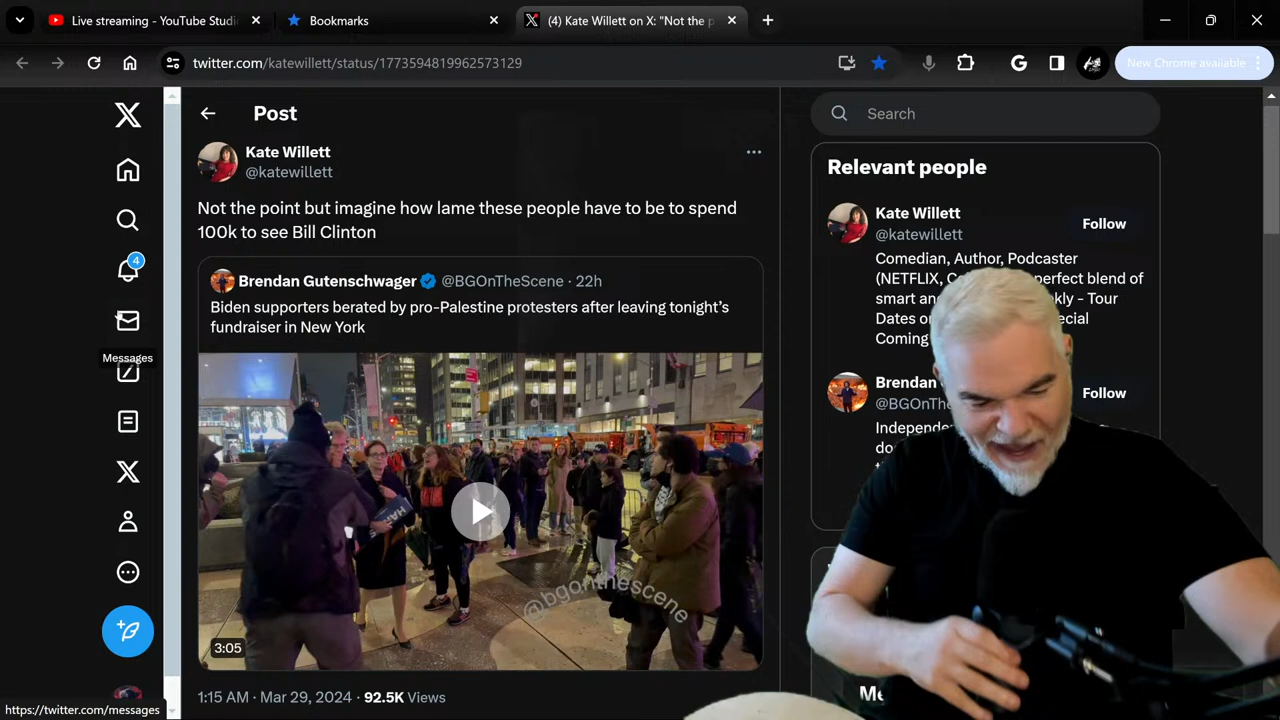 Live streaming - YouTube Studi
Bookmarks
(4) Kate Willett on X: "Not the p
twitter.com/katewillett/status/1773594819962573129
New Chrome available
Post
Search
Kate Willett
@katewillett
Not the point but imagine how lame these people have to be to spend
100k to see Bill Clinton
Brendan Gutenschwager @BGOnTheScene · 22h
Biden supporters berated by pro-Palestine protesters after leaving tonight's
fundraiser in New York
@bgonthescene
3:05
1:15 AM · Mar 29, 2024 · 92.5K Views
Relevant people
Kate Willett
@katewillett
Follow
Comedian, Author, Podcaster
(NETFLIX, C perfect blend of
smart an kly - Tour
Dates o ecial
Coming
Brendan
@BGOnThe
Follow
Indepen
do
Messages
https://twitter.com/messages